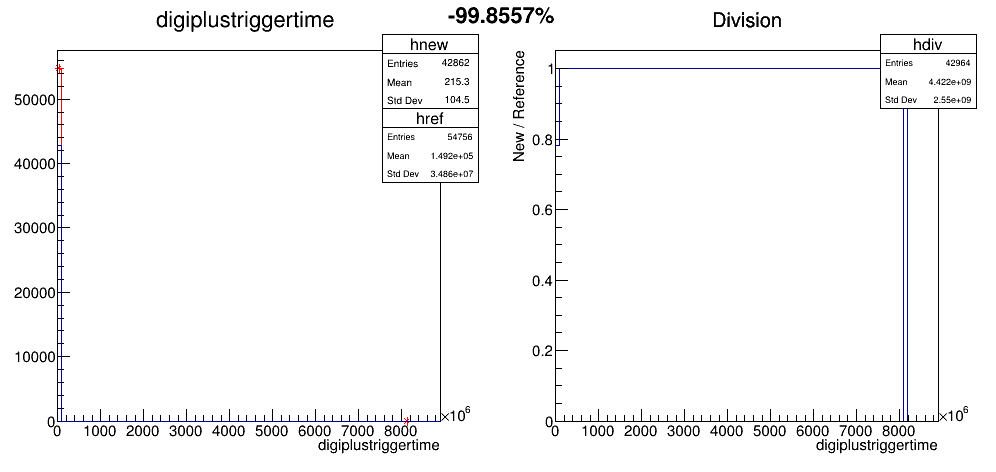 digiplustriggertime
-99.8557%
Division
hnew
Entries 42862
Mean 215.3
Std Dev 104.5
href
Entries 54756
Mean 1.492e+05
Std Dev 3.486e+07
50000
40000
30000
20000
10000
0
0 1000 2000 3000 4000 5000 6000 7000 8000
×10⁶
digiplustriggertime
hdiv
Entries 42964
Mean 4.422e+09
Std Dev 2.55e+09
New / Reference
1
0.8
0.6
0.4
0.2
0
0 1000 2000 3000 4000 5000 6000 7000 8000
×10⁶
digiplustriggertime